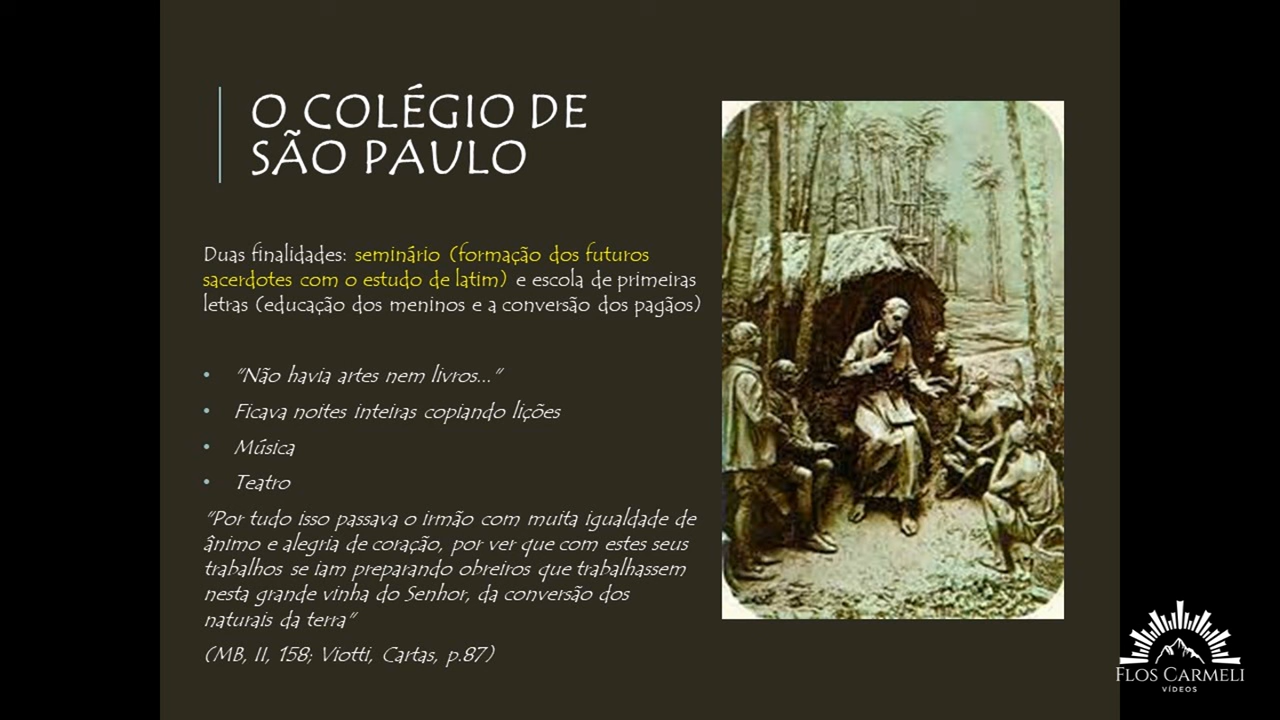 O COLÉGIO DE
SÃO PAULO
Duas finalidades: seminário (formação dos futuros
sacerdotes com o estudo de latim) e escola de primeiras
letras (educação dos meninos e a conversão dos pagãos)
• "Não havia artes nem livros..."
• Ficava noites inteiras copiando lições
• Música
• Teatro
"Por tudo isso passava o irmão com muita igualdade de
ânimo e alegria de coração, por ver que com estes seus
trabalhos se iam preparando obreiros que trabalhassem
nesta grande vinha do Senhor, da conversão dos
naturais da terra"
(MB, II, 158; Viotti, Cartas, p.87)
FLOS CARMELI
VÍDEOS